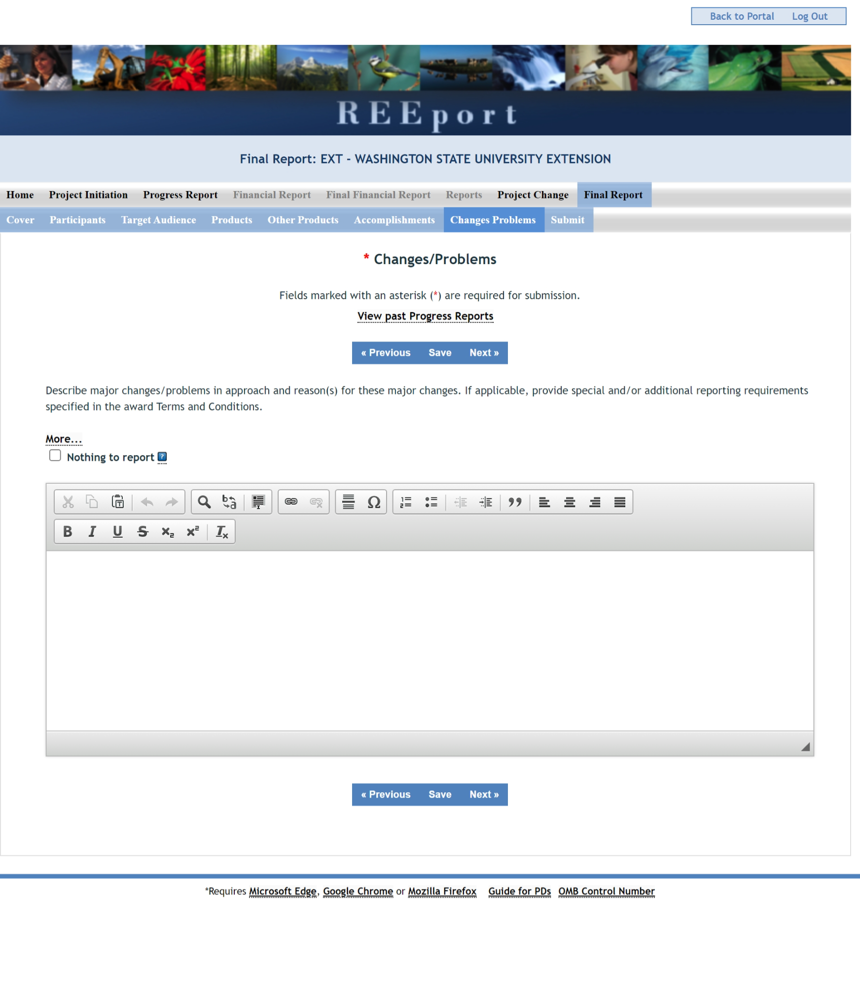 Back to Portal Log Out
REEport
Final Report: EXT - WASHINGTON STATE UNIVERSITY EXTENSION
Home Project Initiation Progress Report Financial Report Final Financial Report Reports Project Change Final Report
Cover Participants Target Audience Products Other Products Accomplishments Changes Problems Submit
* Changes/Problems
Fields marked with an asterisk (*) are required for submission.
View past Progress Reports
« Previous Save Next »
Describe major changes/problems in approach and reason(s) for these major changes. If applicable, provide special and/or additional reporting requirements
specified in the award Terms and Conditions.
More...
Nothing to report ?
« Previous Save Next »
*Requires Microsoft Edge, Google Chrome or Mozilla Firefox Guide for PDs OMB Control Number